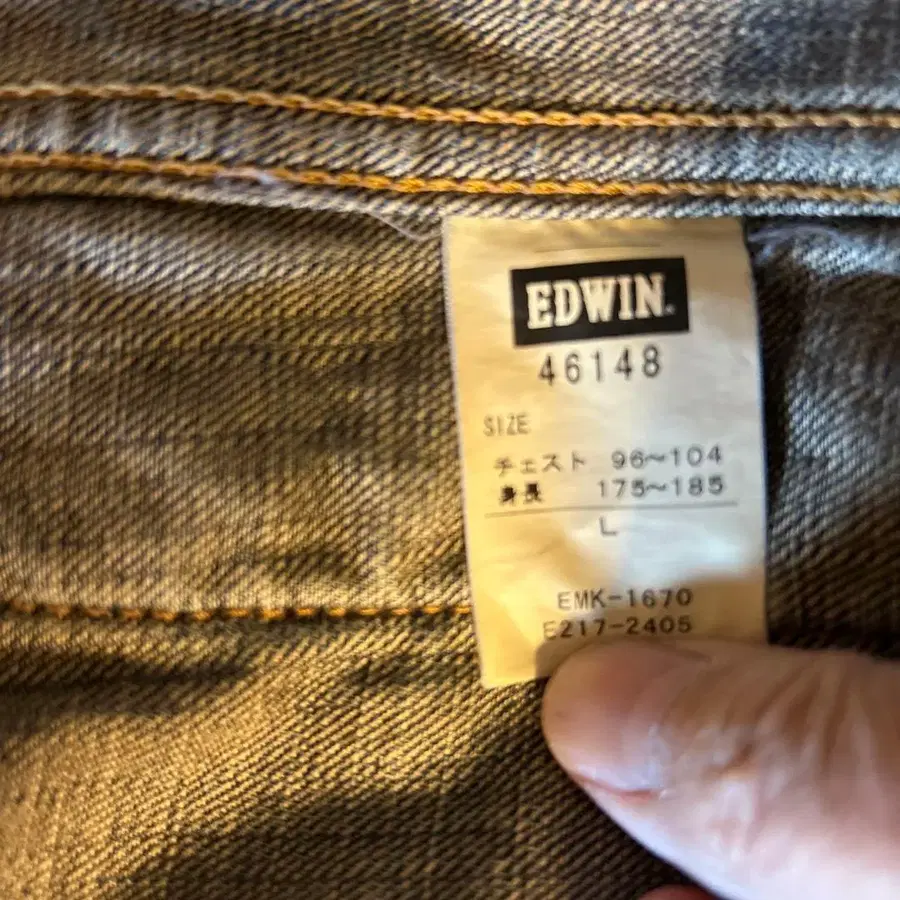 EDWIN.
46148
SIZE
チェスト 96〜104
身長 175〜185
L
EMK-1670
E217-2405